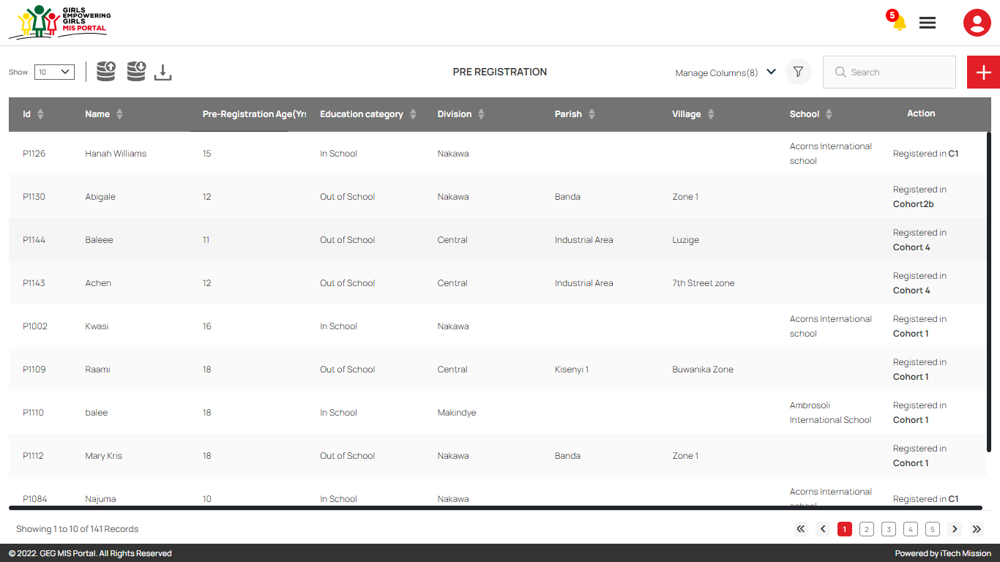 GIRLS
EMPOWERING
GIRLS
MIS PORTAL
5
Show 10 PRE REGISTRATION Manage Columns(8) Search
Id Name Pre-Registration Age(Yrs Education category Division Parish Village School Action
P1126 Hanah Williams 15 In School Nakawa Acorns International school Registered in C1
P1130 Abigale 12 Out of School Nakawa Banda Zone 1 Registered in Cohort2b
P1144 Baleee 11 Out of School Central Industrial Area Luzige Registered in Cohort 4
P1143 Achen 12 Out of School Central Industrial Area 7th Street zone Registered in Cohort 4
P1002 Kwasi 16 In School Nakawa Acorns International school Registered in Cohort 1
P1109 Raami 18 Out of School Central Kisenyi 1 Buwanika Zone Registered in Cohort 1
P1110 balee 18 In School Makindye Ambrosoli International School Registered in Cohort 1
P1112 Mary Kris 18 Out of School Nakawa Banda Zone 1 Registered in Cohort 1
P1084 Najuma 10 In School Nakawa Acorns International school Registered in C1
Showing 1 to 10 of 141 Records 1 2 3 4 5
© 2022. GEG MIS Portal. All Rights Reserved Powered by iTech Mission